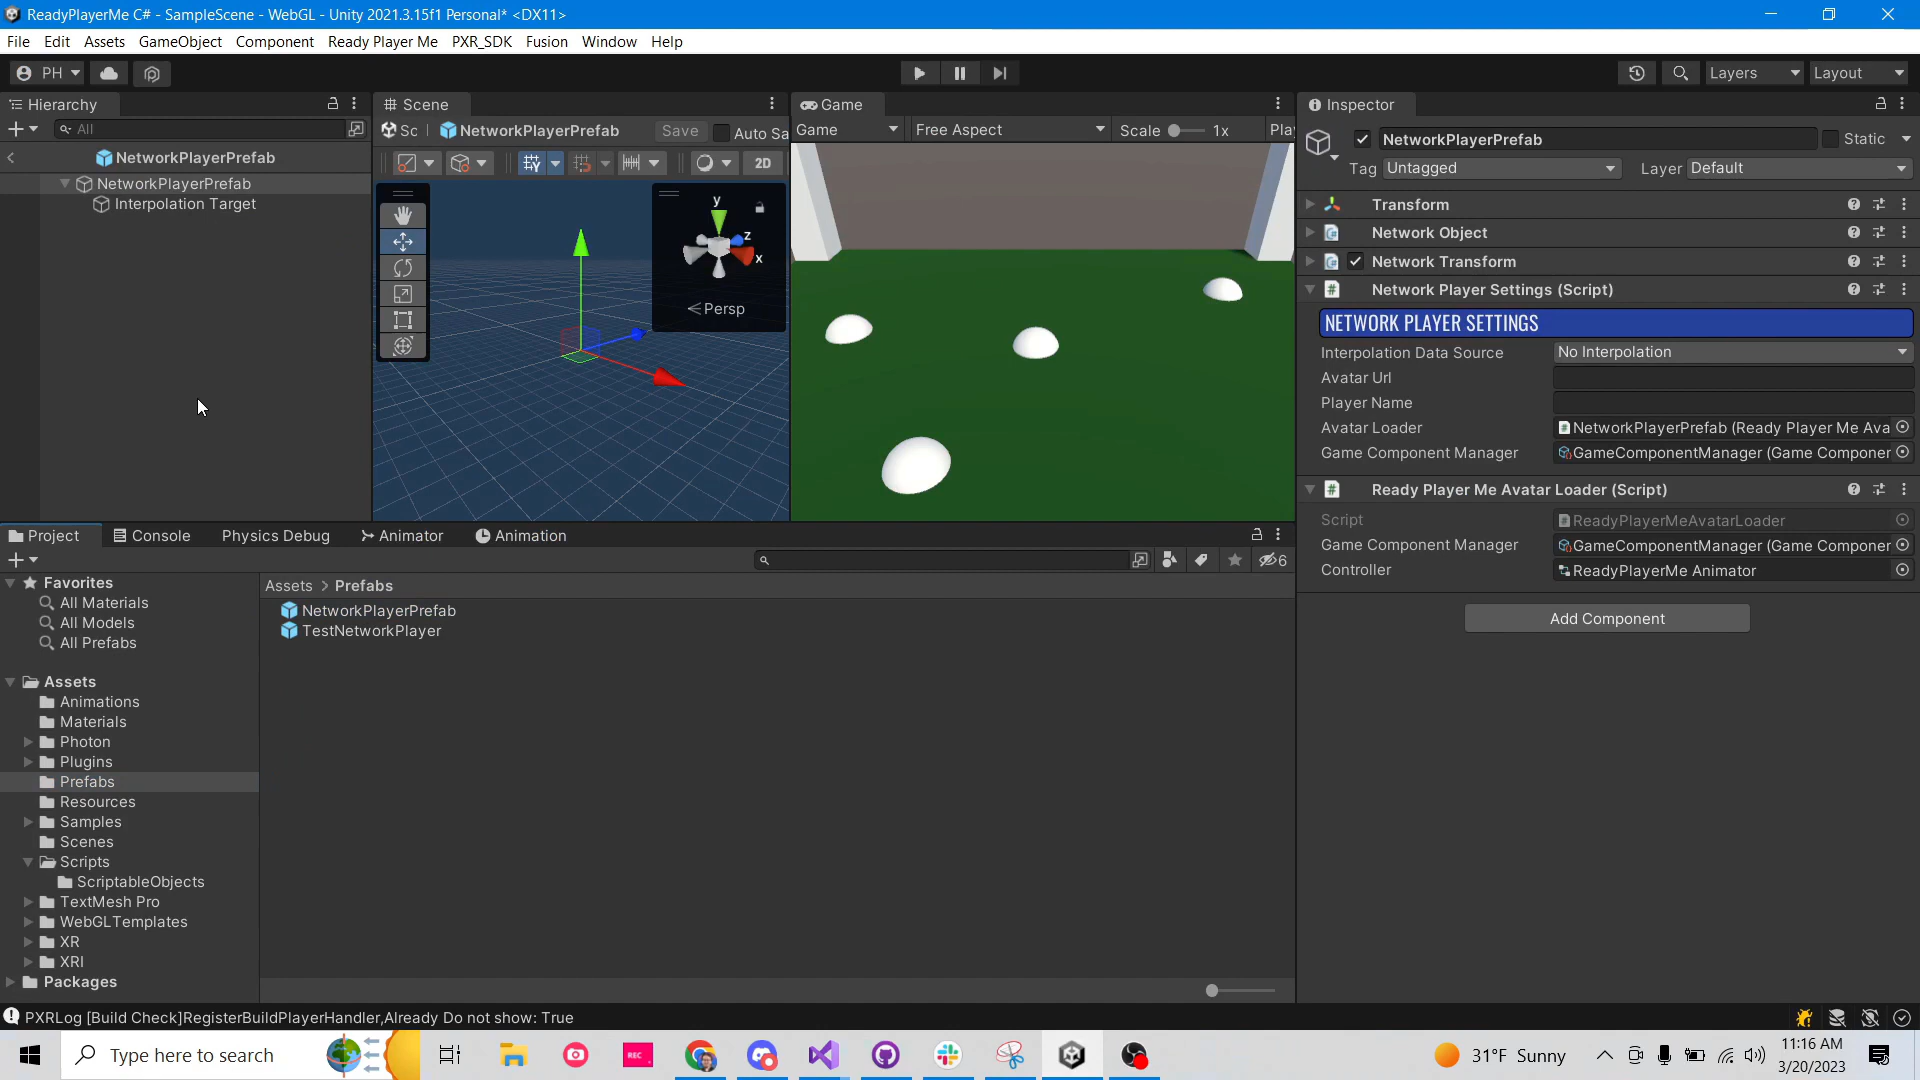 ReadyPlayerMe C# - SampleScene - WebGL - Unity 2021.3.15f1 Personal* <DX11>
File Edit Assets GameObject Component Ready Player Me PXR_SDK Fusion Window Help
PH Layers Layout
Hierarchy
All
NetworkPlayerPrefab
NetworkPlayerPrefab
Interpolation Target
Scene
Sc NetworkPlayerPrefab Save Auto Sa
2D
y
z
x
Persp
Game
Game Free Aspect Scale 1x Play
Inspector
NetworkPlayerPrefab Static
Tag Untagged Layer Default
Transform
Network Object
Network Transform
# Network Player Settings (Script)
NETWORK PLAYER SETTINGS
Interpolation Data Source No Interpolation
Avatar Url
Player Name
Avatar Loader NetworkPlayerPrefab (Ready Player Me Ava
Game Component Manager GameComponentManager (Game Componer
# Ready Player Me Avatar Loader (Script)
Script ReadyPlayerMeAvatarLoader
Game Component Manager GameComponentManager (Game Componer
Controller ReadyPlayerMe Animator
Add Component
Project Console Physics Debug Animator Animation
6
Favorites
All Materials
All Models
All Prefabs
Assets
Animations
Materials
Photon
Plugins
Prefabs
Resources
Samples
Scenes
Scripts
ScriptableObjects
TextMesh Pro
WebGLTemplates
XR
XRI
Packages
Assets > Prefabs
NetworkPlayerPrefab
TestNetworkPlayer
PXRLog [Build Check]RegisterBuildPlayerHandler,Already Do not show: True
Type here to search
REC
31°F Sunny
11:16 AM
3/20/2023